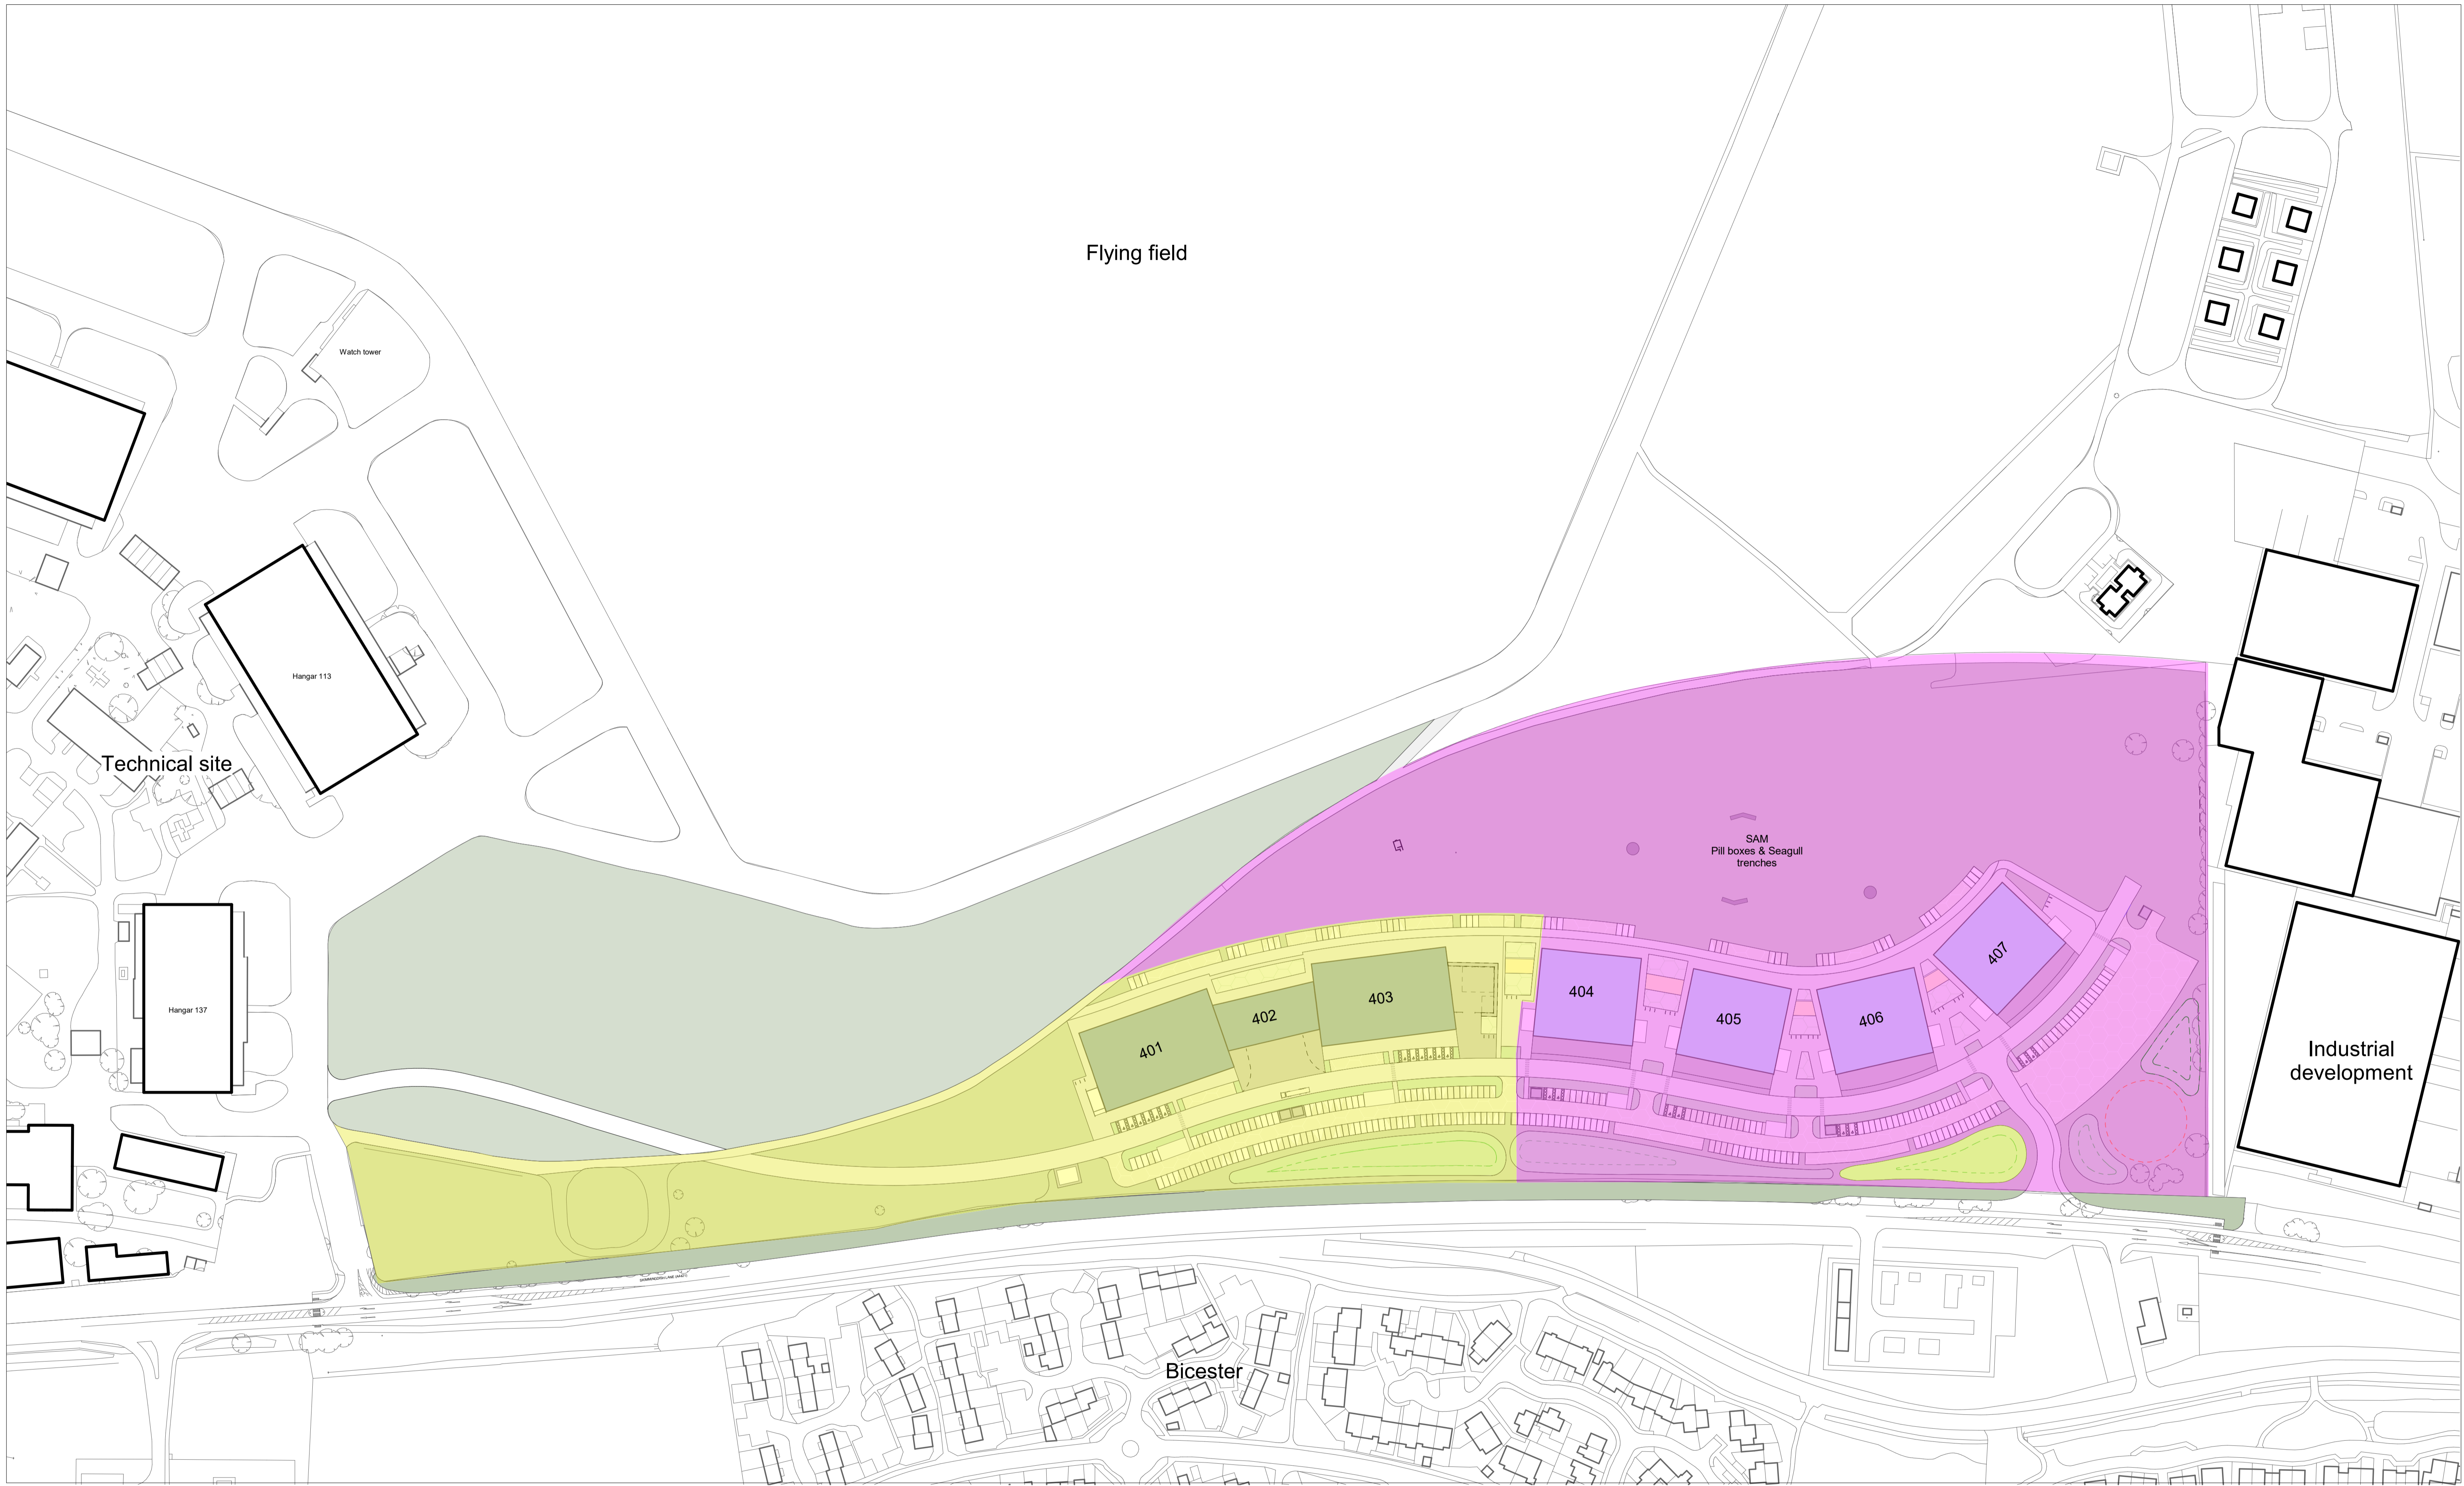 Flying field
Watch tower
Hangar 113
Technical site
SAM
Pill boxes & Seagull
trenches
407
403
404
402
405
406
401
Hangar 137
Industrial
development
Bicester